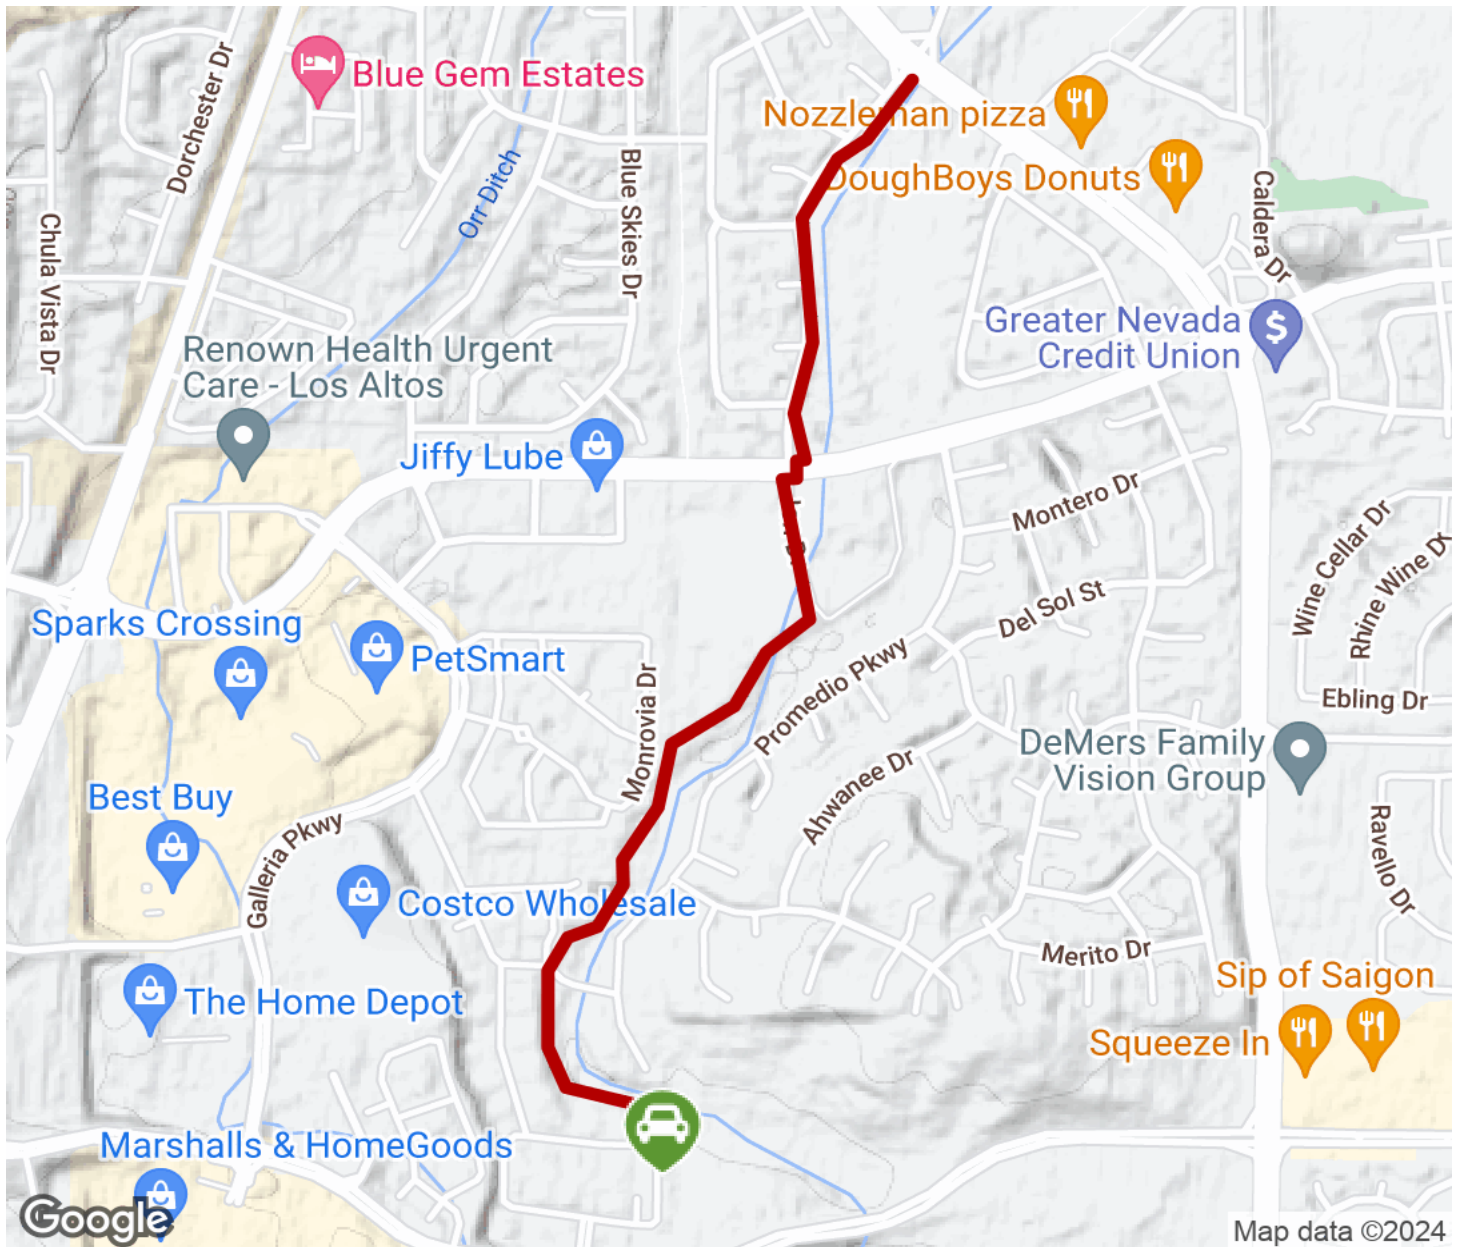 Blue Gem Estates
Dorchester Dr
Nozzleman pizza
DoughBoys Donuts
Orr Ditch
Blue Skies Dr
Caldera Dr
Chula Vista Dr
Greater Nevada
Credit Union
Renown Health Urgent
Care - Los Altos
Jiffy Lube
Montero Dr
Wine Cellar Dr
Rhine Wine Dr
Del Sol St
Sparks Crossing
PetSmart
Promedio Pkwy
Monrovia Dr
Ebling Dr
DeMers Family
Vision Group
Ahwanee Dr
Best Buy
Galleria Pkwy
Ravello Dr
Costco Wholesale
Merito Dr
Sip of Saigon
The Home Depot
Squeeze In
Marshalls & HomeGoods
Google
Map data ©2024